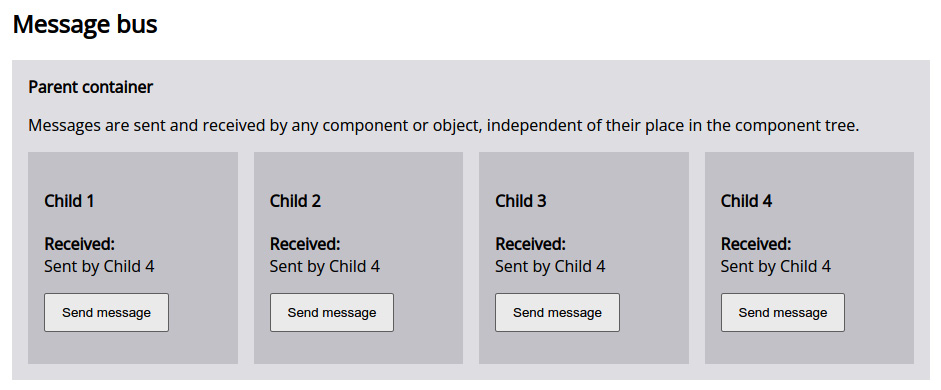 Message bus
Parent container
Messages are sent and received by any component or object, independent of their place in the component tree.
Child 1
Received:
Sent by Child 4
Send message
Child 2
Received:
Sent by Child 4
Send message
Child 3
Received:
Sent by Child 4
Send message
Child 4
Received:
Sent by Child 4
Send message